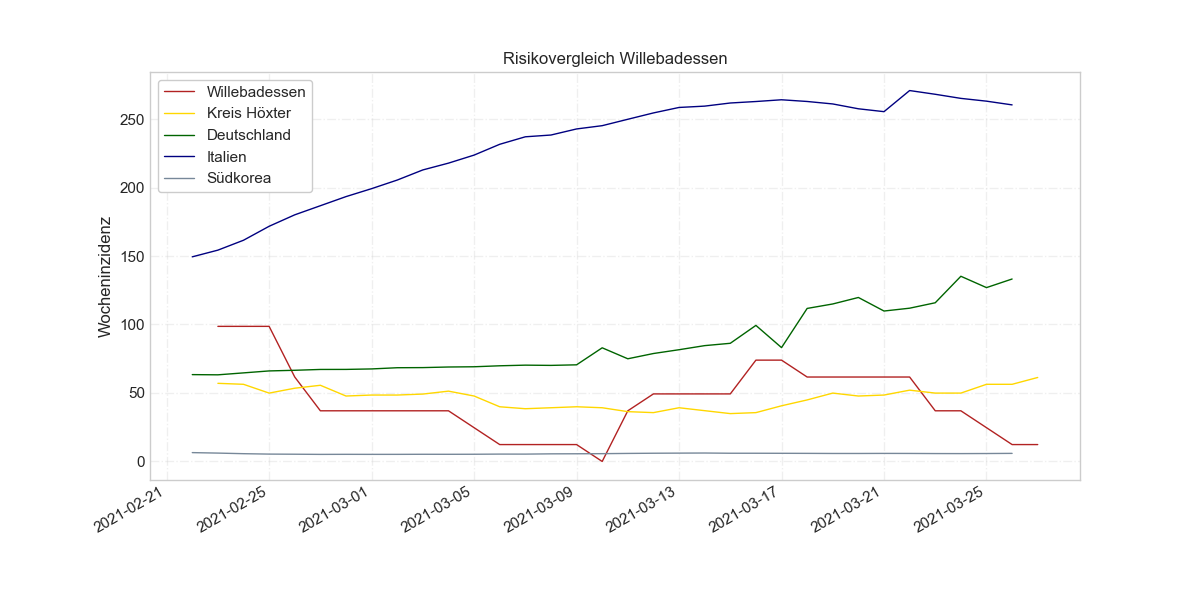 Risikovergleich Willebadessen
Willebadessen
Kreis Höxter
Deutschland
Italien
Südkorea
Wocheninzidenz
250
200
150
100
50
0
2021-02-21
2021-02-25
2021-03-01
2021-03-05
2021-03-09
2021-03-13
2021-03-17
2021-03-21
2021-03-25